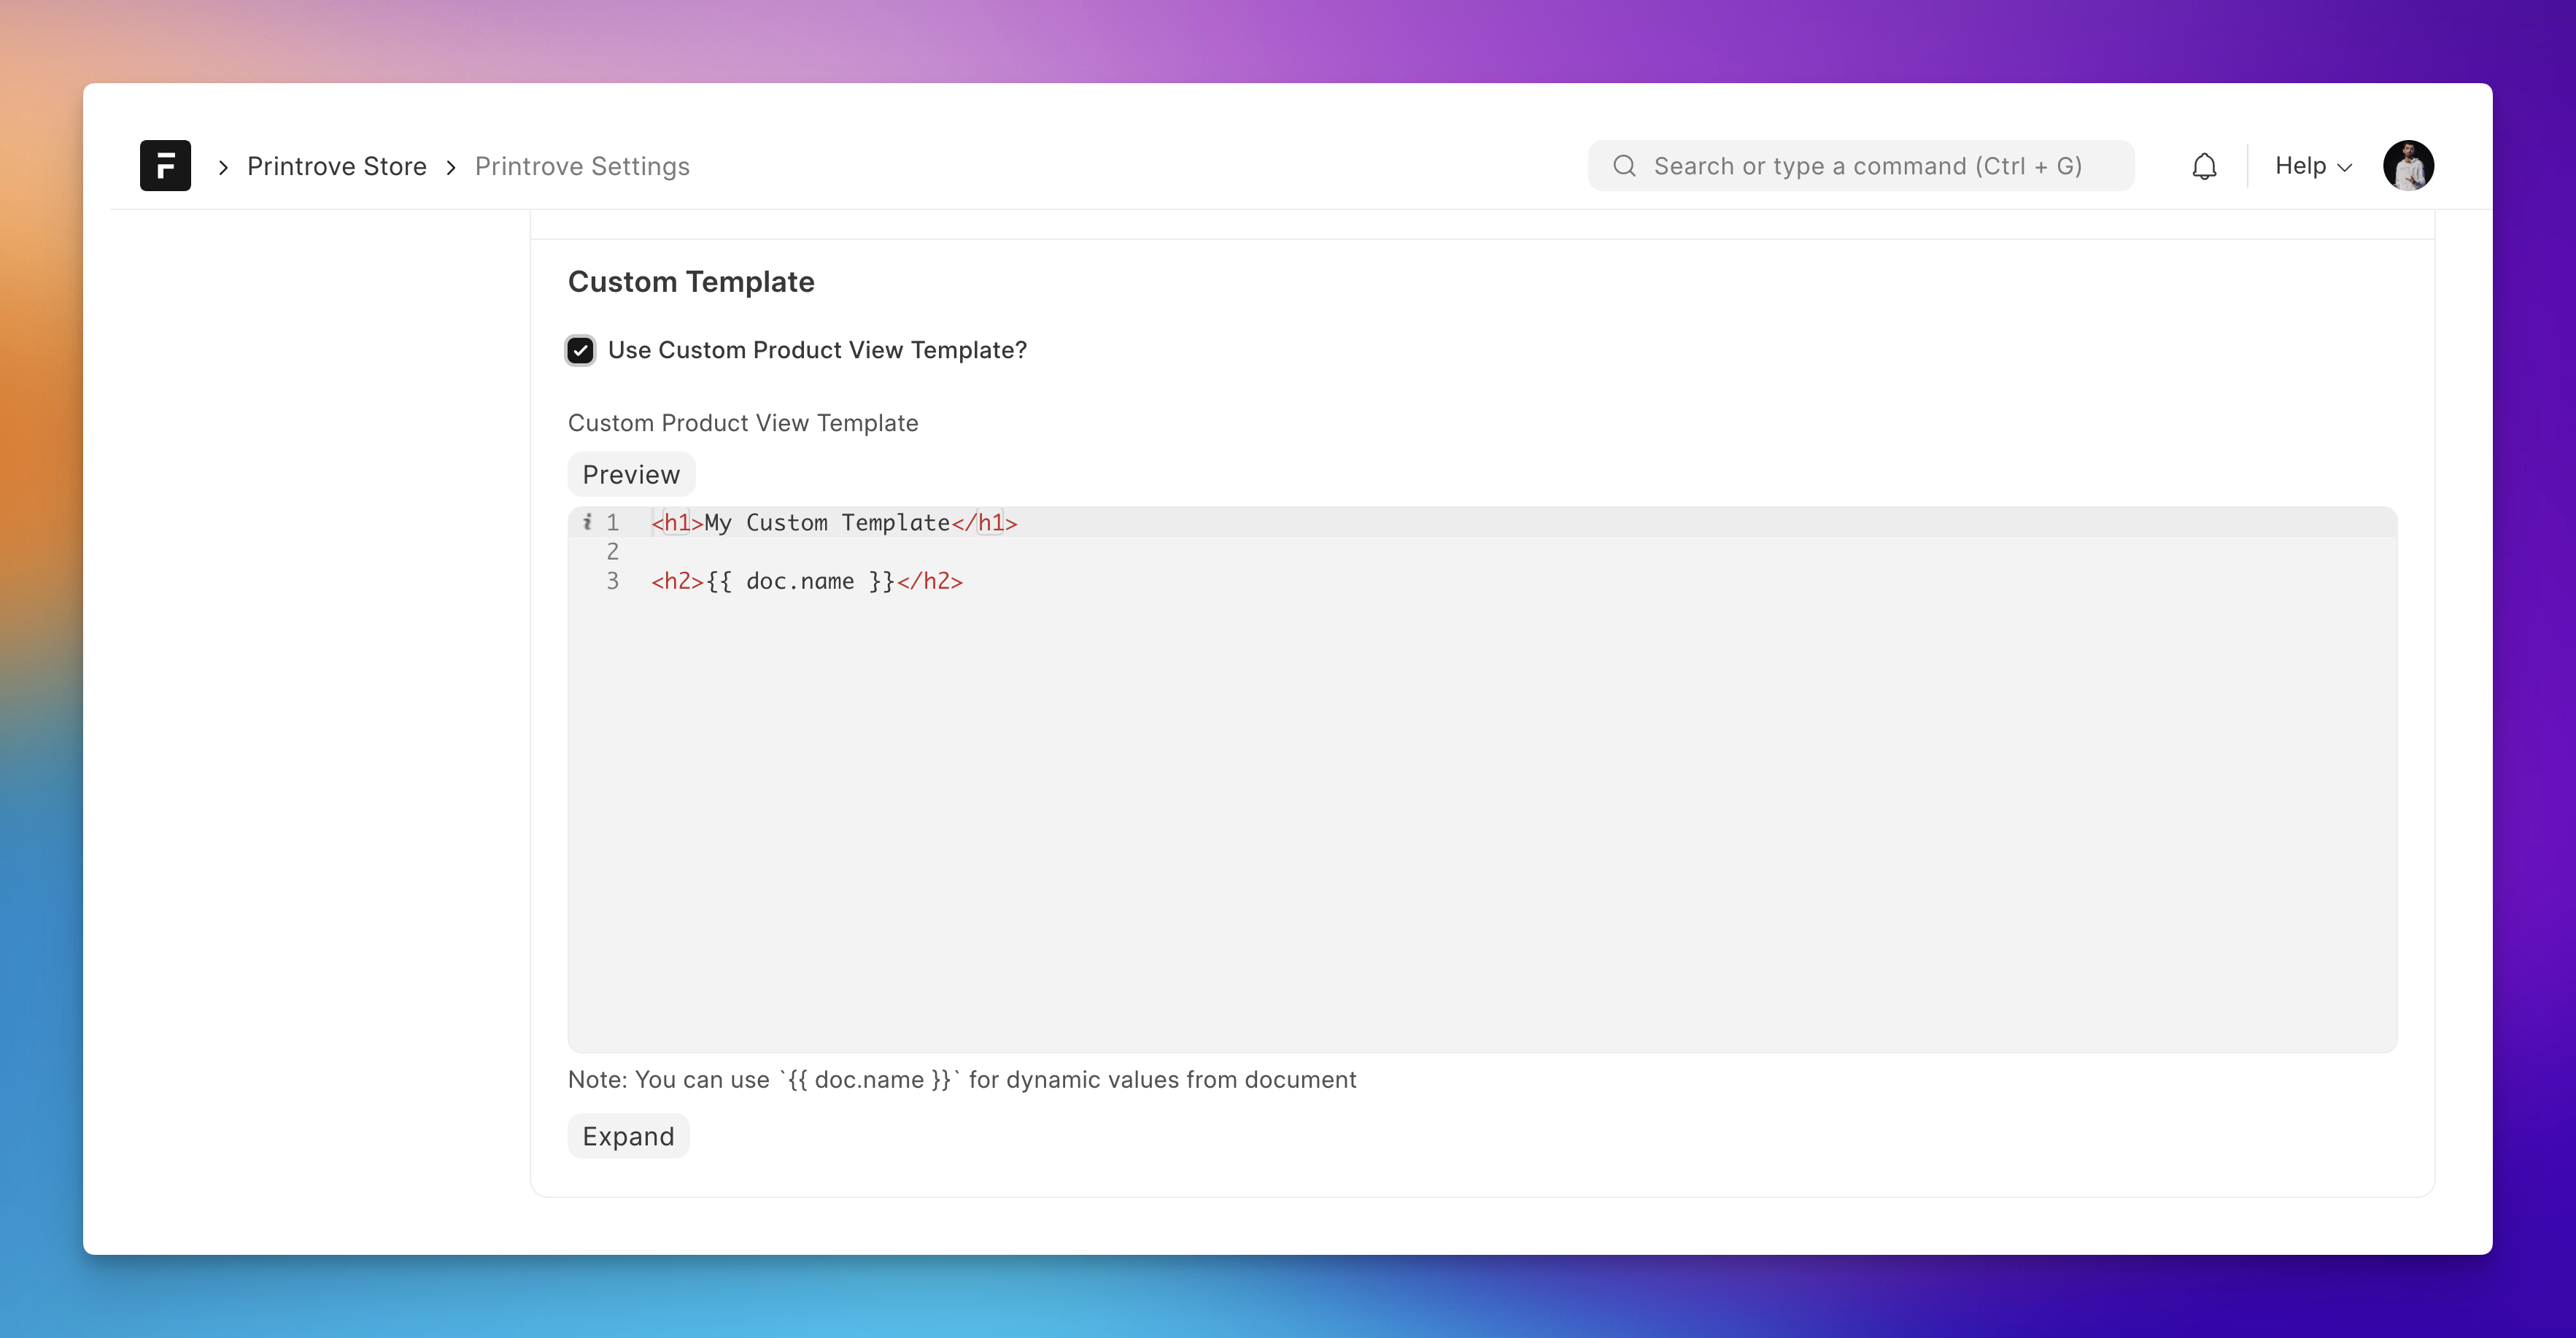 F
Printrove Store
Printrove Settings
Search or type a command (Ctrl + G)
Help
Custom Template
Use Custom Product View Template?
Custom Product View Template
Preview
i 1 <h1>My Custom Template</h1>
2
3 <h2>{{ doc.name }}</h2>
Note: You can use `{{ doc.name }}` for dynamic values from document
Expand